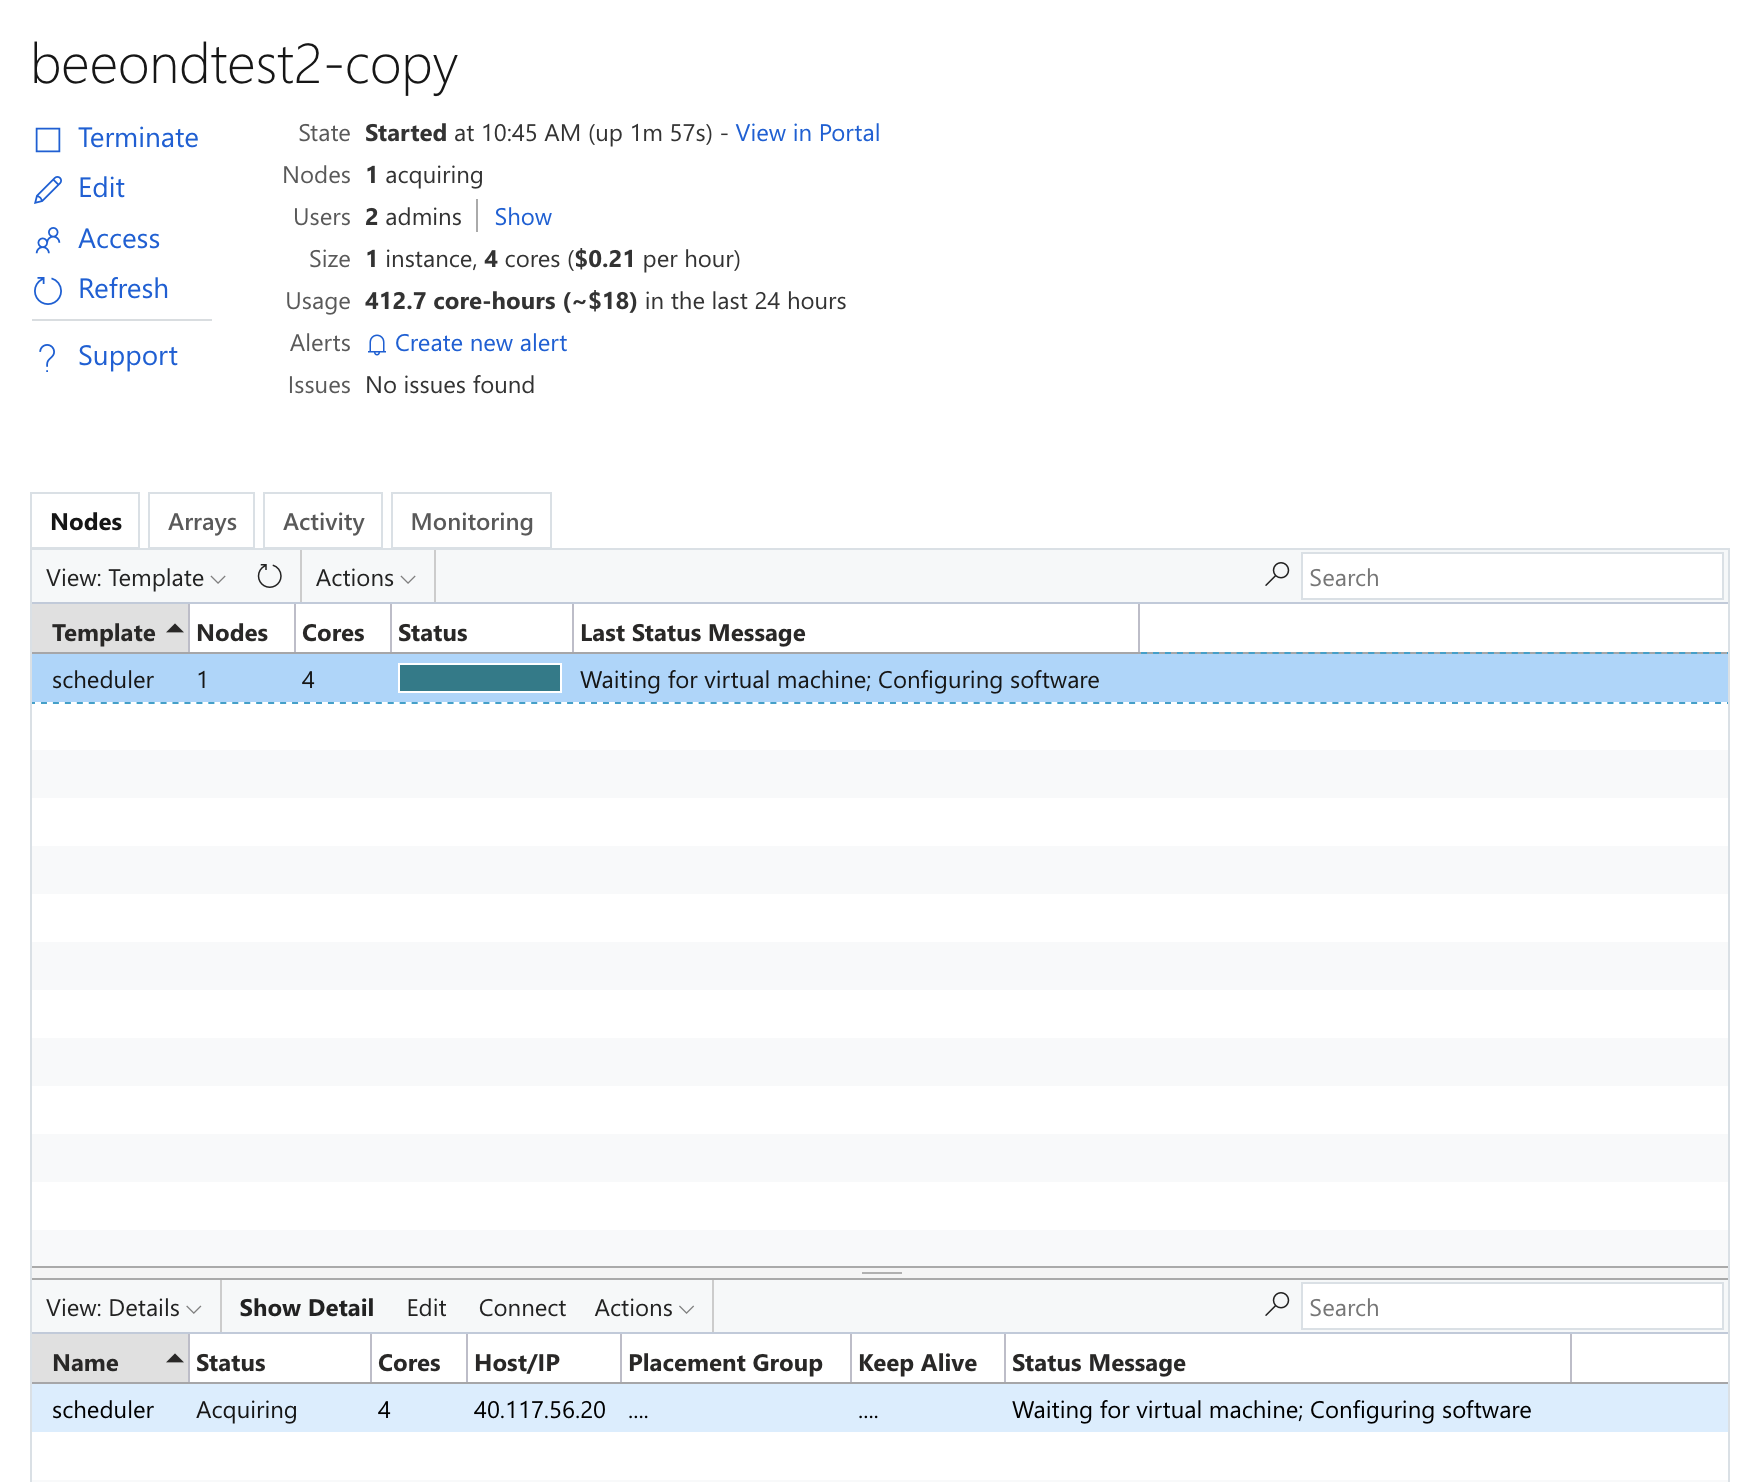 beeondtest2-copy
Terminate
Edit
Access
Refresh
Support
State Started at 10:45 AM (up 1m 57s) - View in Portal
Nodes 1 acquiring
Users 2 admins Show
Size 1 instance, 4 cores ($0.21 per hour)
Usage 412.7 core-hours (~$18) in the last 24 hours
Alerts Create new alert
Issues No issues found
Nodes Arrays Activity Monitoring
View: Template Actions Search
Template Nodes Cores Status Last Status Message
scheduler 1 4 Waiting for virtual machine; Configuring software
View: Details Show Detail Edit Connect Actions Search
Name Status Cores Host/IP Placement Group Keep Alive Status Message
scheduler Acquiring 4 40.117.56.20 .... .... Waiting for virtual machine; Configuring software